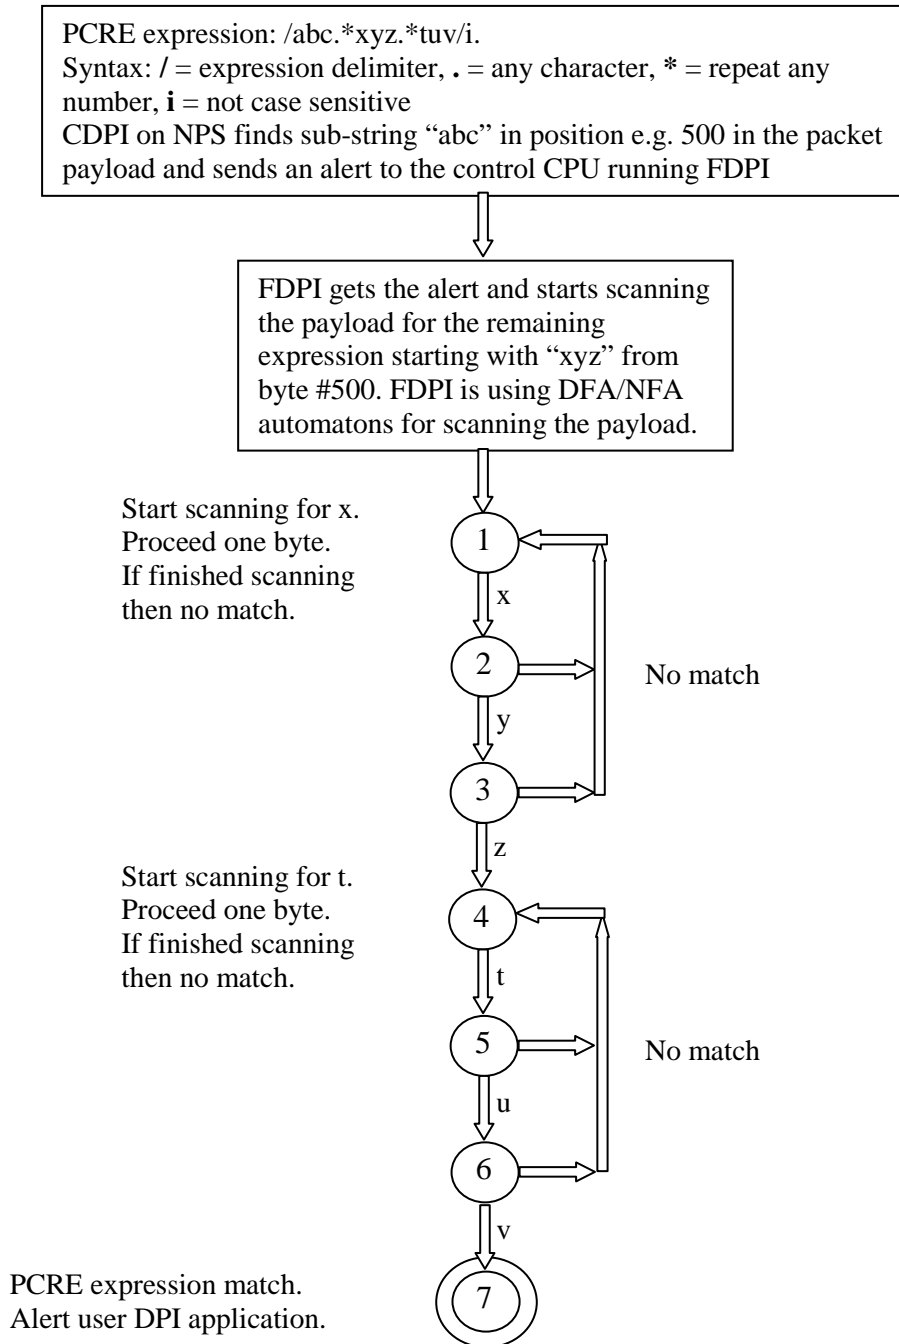 PCRE expression: /abc.*xyz.*tuv/i.
Syntax: / = expression delimiter, . = any character, * = repeat any
number, i = not case sensitive
CDPI on NPS finds sub-string “abc” in position e.g. 500 in the packet
payload and sends an alert to the control CPU running FDPI
FDPI gets the alert and starts scanning
the payload for the remaining
expression starting with “xyz” from
byte #500. FDPI is using DFA/NFA
automatons for scanning the payload.
Start scanning for x.
Proceed one byte.
If finished scanning
then no match.
1
x
2
No match
y
3
z
Start scanning for t.
Proceed one byte.
If finished scanning
then no match.
4
t
5
No match
u
6
v
7
PCRE expression match.
Alert user DPI application.